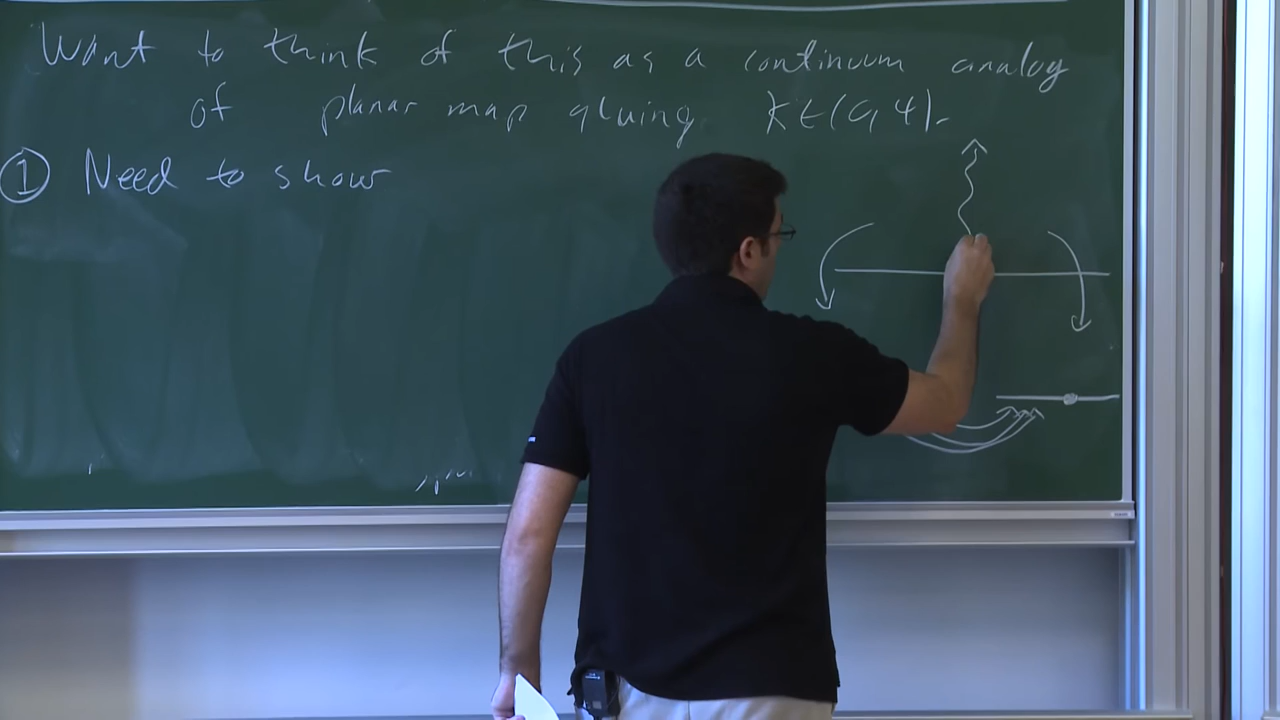 Want to think of this as a continuum analog
of planar map gluing. K∈(0,4).
① Need to show